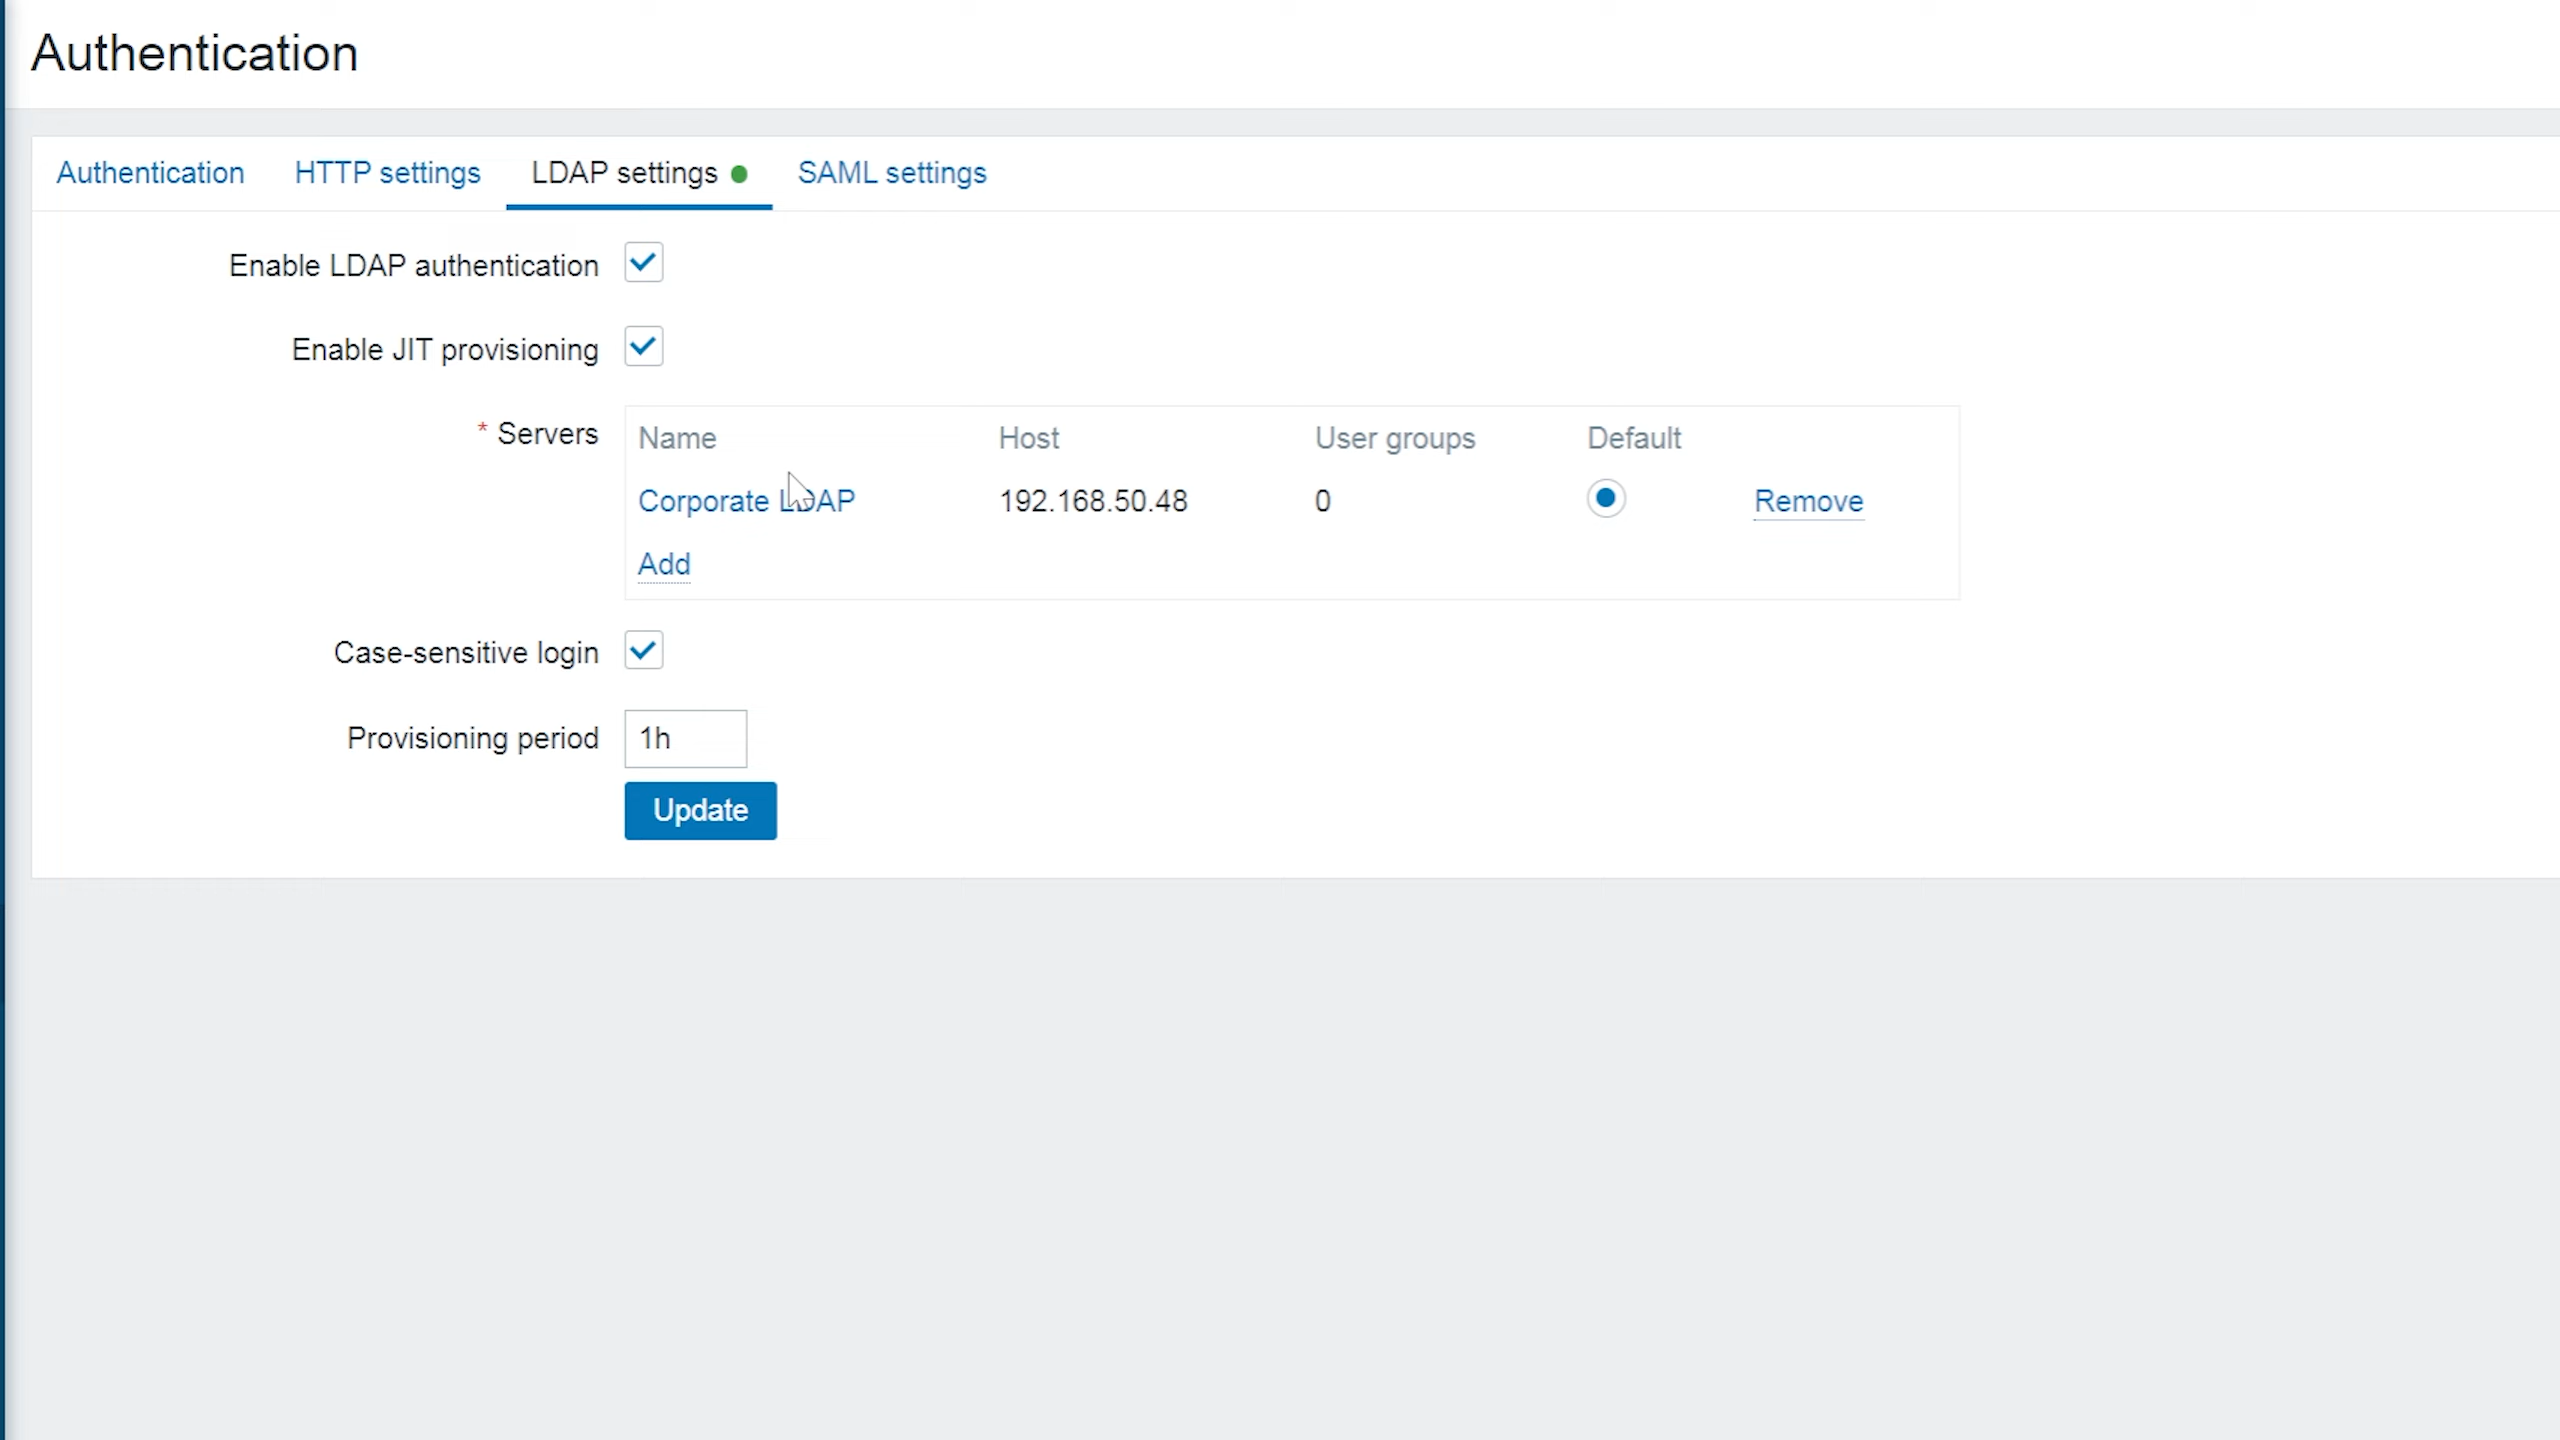 Authentication
Authentication HTTP settings LDAP settings SAML settings
Enable LDAP authentication
Enable JIT provisioning
* Servers Name Host User groups Default
Corporate LDAP 192.168.50.48 0 Remove
Add
Case-sensitive login
Provisioning period 1h
Update